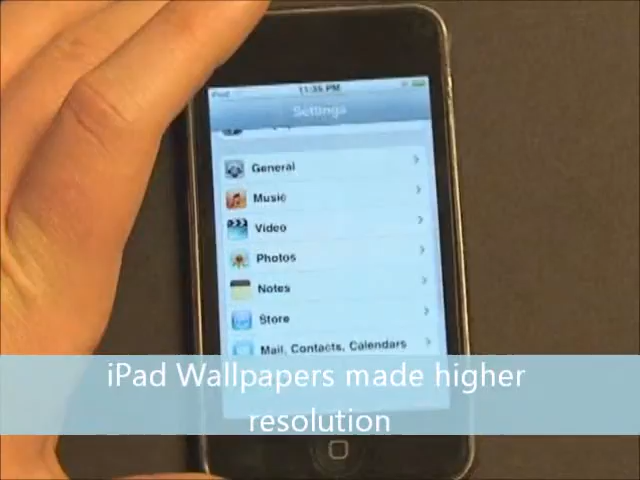 iPod
11:35 PM
Settings
General
Music
Video
Photos
Notes
Store
Mail, Contacts, Calendars
iPad Wallpapers made higher
resolution